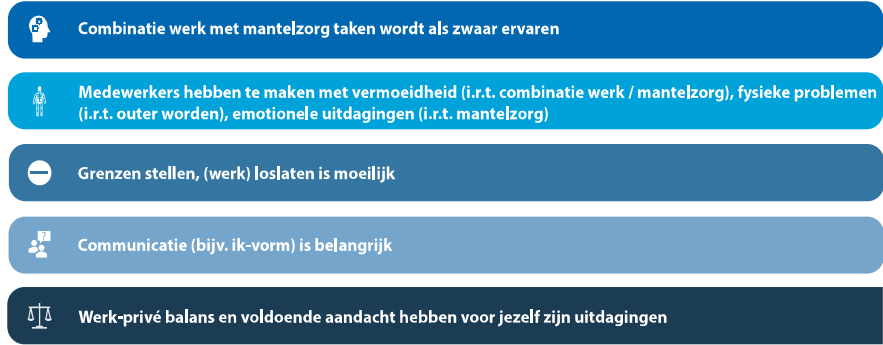 Combinatie werk met mantelzorg taken wordt als zwaar ervaren
Medewerkers hebben te maken met vermoeidheid (i.r.t. combinatie werk / mantelzorg), fysieke problemen
(i.r.t. outer worden), emotionele uitdagingen (i.r.t. mantelzorg)
Grenzen stellen, (werk) loslaten is moeilijk
?
Communicatie (bijv. ik-vorm) is belangrijk
Werk-privé balans en voldoende aandacht hebben voor jezelf zijn uitdagingen